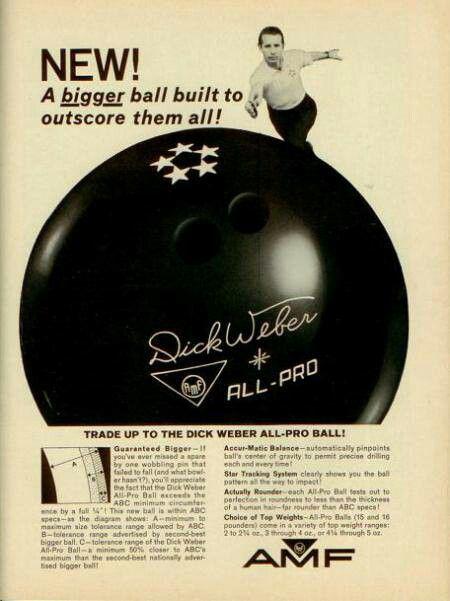 NEW!
A bigger ball built to
outscore them all!
Dick Weber
*
AMF
ALL-PRO
TRADE UP TO THE DICK WEBER ALL-PRO BALL!
A
B
C
Guaranteed Bigger—If
you've ever missed a spare
by one wobbling pin that
failed to fall (and what bowl-
er hasn't?), you'll appreciate
the fact that the Dick Weber
All-Pro Ball exceeds the
ABC minimum circumfer-
ence by a full ¼"! This new ball is within ABC
specs—as the diagram shows: A—minimum to
maximum size tolerance range allowed by ABC.
B—tolerance range advertised by second-best
bigger ball. C—tolerance range of the Dick Weber
All-Pro Ball—a minimum 50% closer to ABC's
maximum than the second-best nationally adver-
tised bigger ball!
Accur-Matic Balance—automatically pinpoints
ball's center of gravity to permit precise drilling
each and every time!
Star Tracking System clearly shows you the ball
pattern all the way to impact!
Actually Rounder—each All-Pro Ball tests out to
perfection in roundness to less than the thickness
of a human hair—far rounder than ABC specs!
Choice of Top Weights—All-Pro Balls (15 and 16
pounders) come in a variety of top weight ranges:
2 to 2¾ oz., 3 through 4 oz., or 4¼ through 5 oz.
AMF